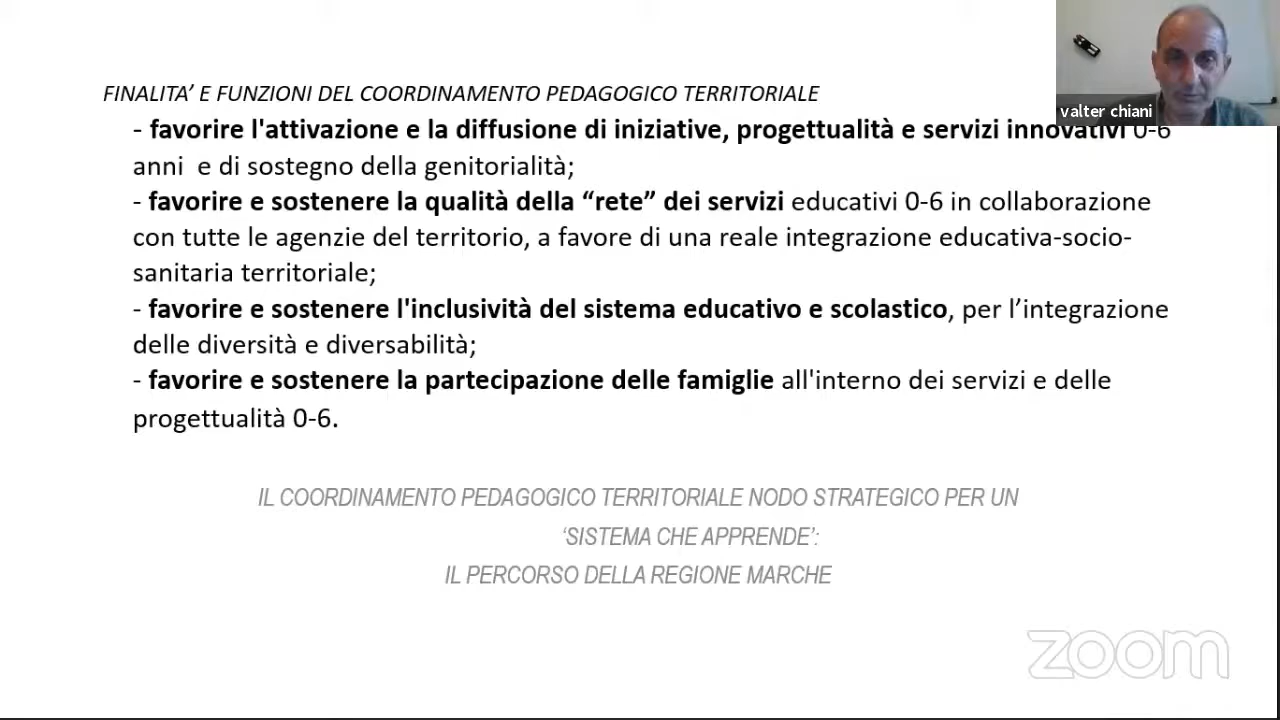 FINALITA’ E FUNZIONI DEL COORDINAMENTO PEDAGOGICO TERRITORIALE
valter chiani
- favorire l'attivazione e la diffusione di iniziative, progettualità e servizi innovativi 0-6
anni e di sostegno della genitorialità;
- favorire e sostenere la qualità della “rete” dei servizi educativi 0-6 in collaborazione
con tutte le agenzie del territorio, a favore di una reale integrazione educativa-socio-
sanitaria territoriale;
- favorire e sostenere l'inclusività del sistema educativo e scolastico, per l’integrazione
delle diversità e diversabilità;
- favorire e sostenere la partecipazione delle famiglie all'interno dei servizi e delle
progettualità 0-6.
IL COORDINAMENTO PEDAGOGICO TERRITORIALE NODO STRATEGICO PER UN
‘SISTEMA CHE APPRENDE’:
IL PERCORSO DELLA REGIONE MARCHE
zoom